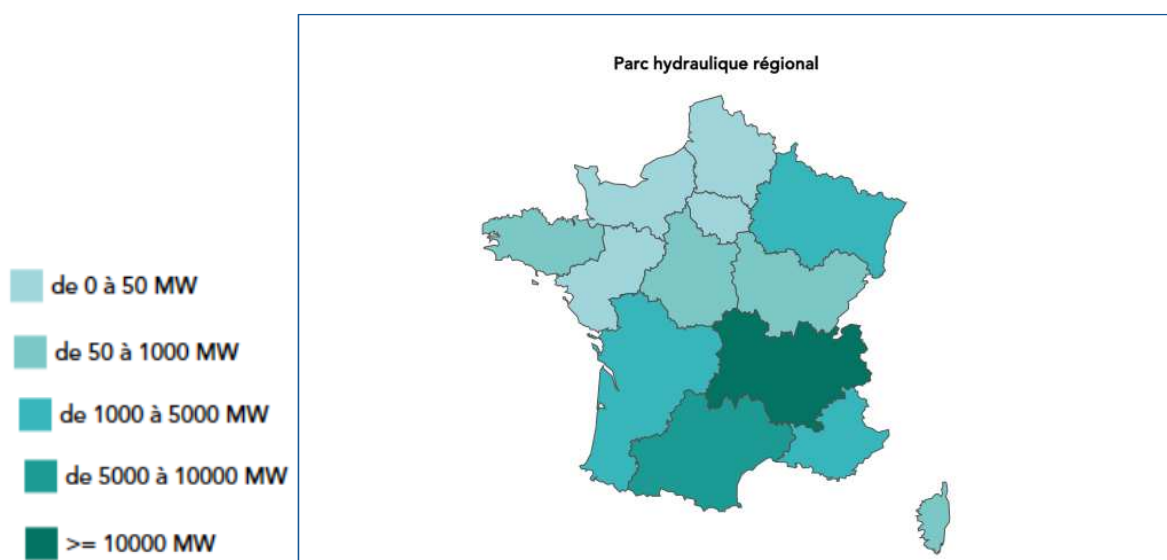 Parc hydraulique régional
de 0 à 50 MW
de 50 à 1000 MW
de 1000 à 5000 MW
de 5000 à 10000 MW
>= 10000 MW